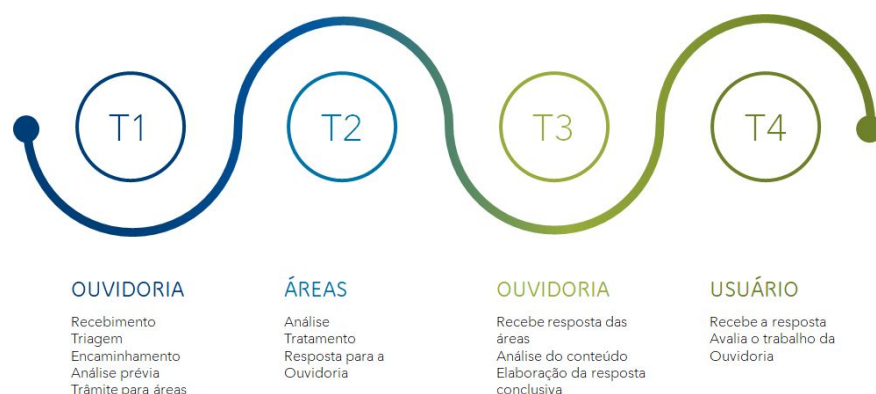 T1
T2
T3
T4
OUVIDORIA
Recebimento
Triagem
Encaminhamento
Análise prévia
Trâmite para áreas
ÁREAS
Análise
Tratamento
Resposta para a
Ouvidoria
OUVIDORIA
Recebe resposta das
áreas
Análise do conteúdo
Elaboração da resposta
conclusiva
USUÁRIO
Recebe a resposta
Avalia o trabalho da
Ouvidoria